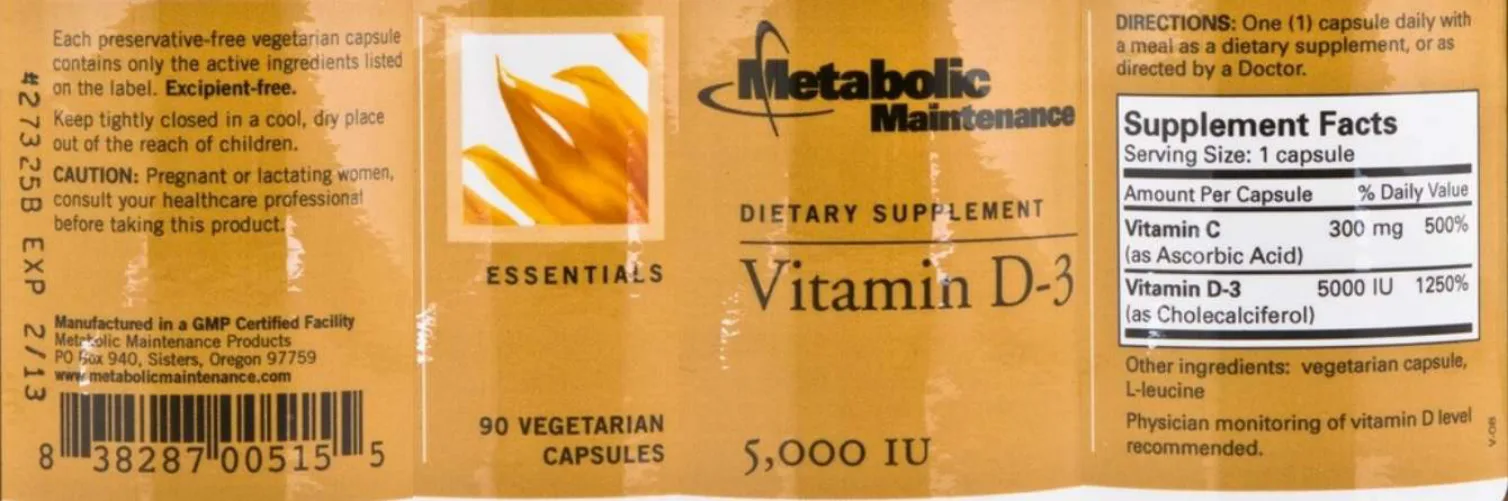 #27325B EXP 2/13
Each preservative-free vegetarian capsule
contains only the active ingredients listed
on the label. Excipient-free.
Keep tightly closed in a cool, dry place
out of the reach of children.
CAUTION: Pregnant or lactating women,
consult your healthcare professional
before taking this product.
Manufactured in a GMP Certified Facility
Metabolic Maintenance Products
PO Box 940, Sisters, Oregon 97759
www.metabolicmaintenance.com
8 38287 00515 5
ESSENTIALS
90 VEGETARIAN
CAPSULES
Metabolic
Maintenance
DIETARY SUPPLEMENT
Vitamin D-3
5,000 IU
DIRECTIONS: One (1) capsule daily with
a meal as a dietary supplement, or as
directed by a Doctor.
Supplement Facts
Serving Size: 1 capsule
Amount Per Capsule % Daily Value
Vitamin C 300 mg 500%
(as Ascorbic Acid)
Vitamin D-3 5000 IU 1250%
(as Cholecalciferol)
Other ingredients: vegetarian capsule,
L-leucine
Physician monitoring of vitamin D level
recommended.
V-08